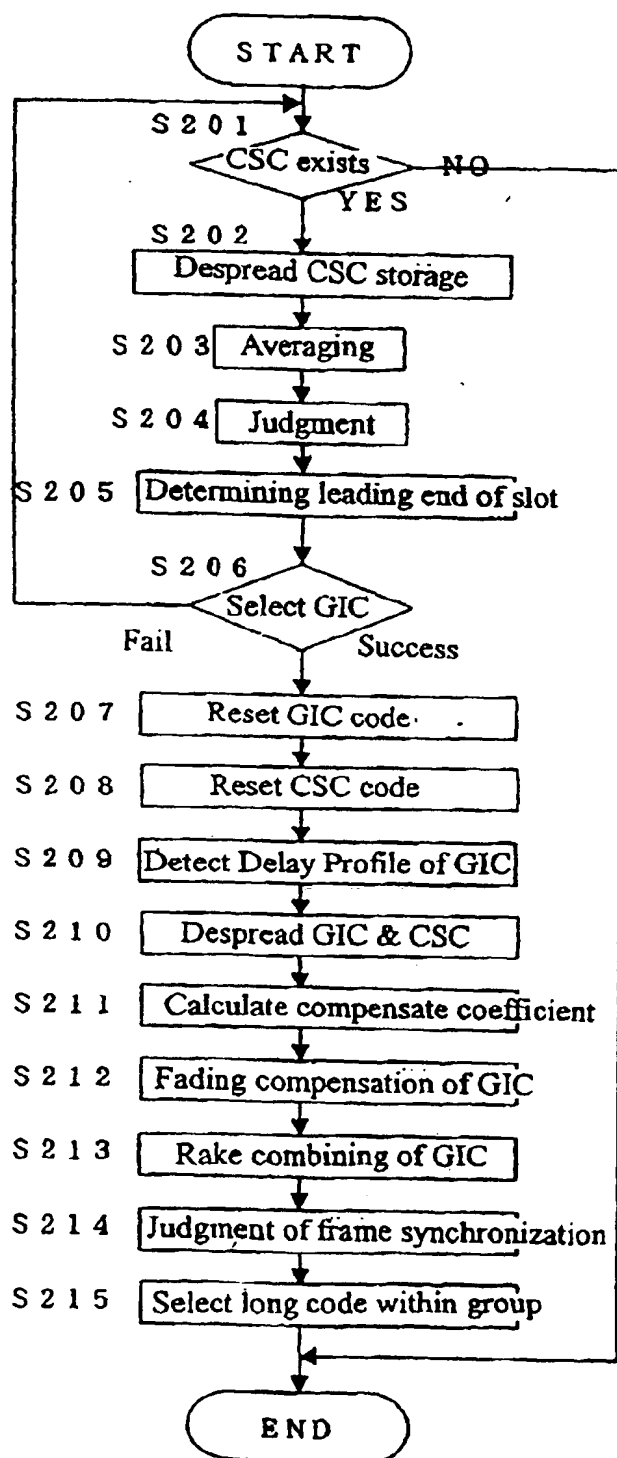 START
S201
CSC exists
NO
YES
S202
Despread CSC storage
S203
Averaging
S204
Judgment
S205
Determining leading end of slot
S206
Select GIC
Fail
Success
S207
Reset GIC code
S208
Reset CSC code
S209
Detect Delay Profile of GIC
S210
Despread GIC & CSC
S211
Calculate compensate coefficient
S212
Fading compensation of GIC
S213
Rake combining of GIC
S214
Judgment of frame synchronization
S215
Select long code within group
END